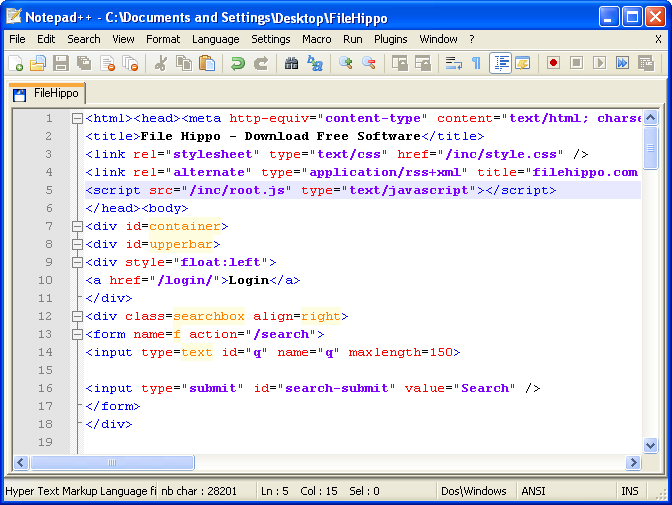 Notepad++ - C:\Documents and Settings\Desktop\FileHippo
File Edit Search View Format Language Settings Macro Run Plugins Window ? X
FileHippo
1 <html><head><meta http-equiv="content-type" content="text/html; charse
2 <title>File Hippo - Download Free Software</title>
3 <link rel="stylesheet" type="text/css" href="/inc/style.css" />
4 <link rel="alternate" type="application/rss+xml" title="filehippo.com
5 <script src="/inc/root.js" type="text/javascript"></script>
6 </head><body>
7 <div id=container>
8 <div id=upperbar>
9 <div style="float:left">
10 <a href="/login/">Login</a>
11 </div>
12 <div class=searchbox align=right>
13 <form name=f action="/search">
14 <input type=text id="q" name="q" maxlength=150>
15
16 <input type="submit" id="search-submit" value="Search" />
17 </form>
18 </div>
19
Hyper Text Markup Language fi nb char : 28201 Ln : 5 Col : 15 Sel : 0 Dos\Windows ANSI INS